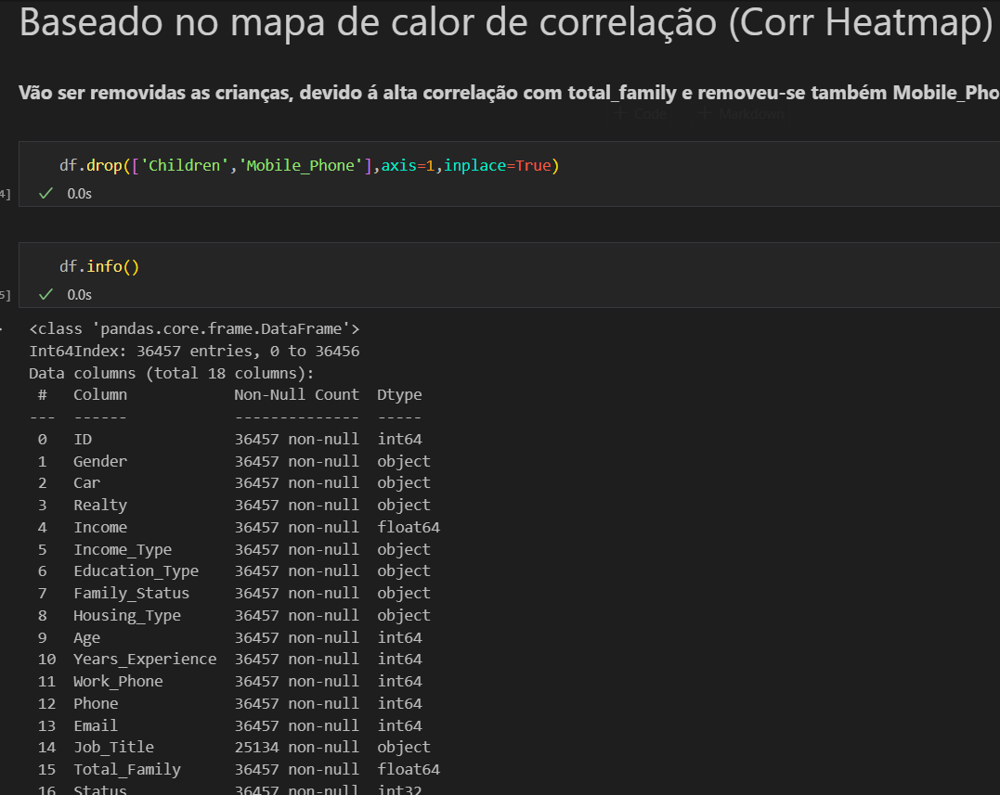 Baseado no mapa de calor de correlação (Corr Heatmap)
Vão ser removidas as crianças, devido á alta correlação com total_family e removeu-se também Mobile_Pho
+ Code + Markdown
df.drop(['Children','Mobile_Phone'],axis=1,inplace=True)
4]
✓ 0.0s
df.info()
5]
✓ 0.0s
<class 'pandas.core.frame.DataFrame'>
Int64Index: 36457 entries, 0 to 36456
Data columns (total 18 columns):
# Column Non-Null Count Dtype
--- ------ -------------- -----
0 ID 36457 non-null int64
1 Gender 36457 non-null object
2 Car 36457 non-null object
3 Realty 36457 non-null object
4 Income 36457 non-null float64
5 Income_Type 36457 non-null object
6 Education_Type 36457 non-null object
7 Family_Status 36457 non-null object
8 Housing_Type 36457 non-null object
9 Age 36457 non-null int64
10 Years_Experience 36457 non-null int64
11 Work_Phone 36457 non-null int64
12 Phone 36457 non-null int64
13 Email 36457 non-null int64
14 Job_Title 25134 non-null object
15 Total_Family 36457 non-null float64
16 Status 36457 non-null int32